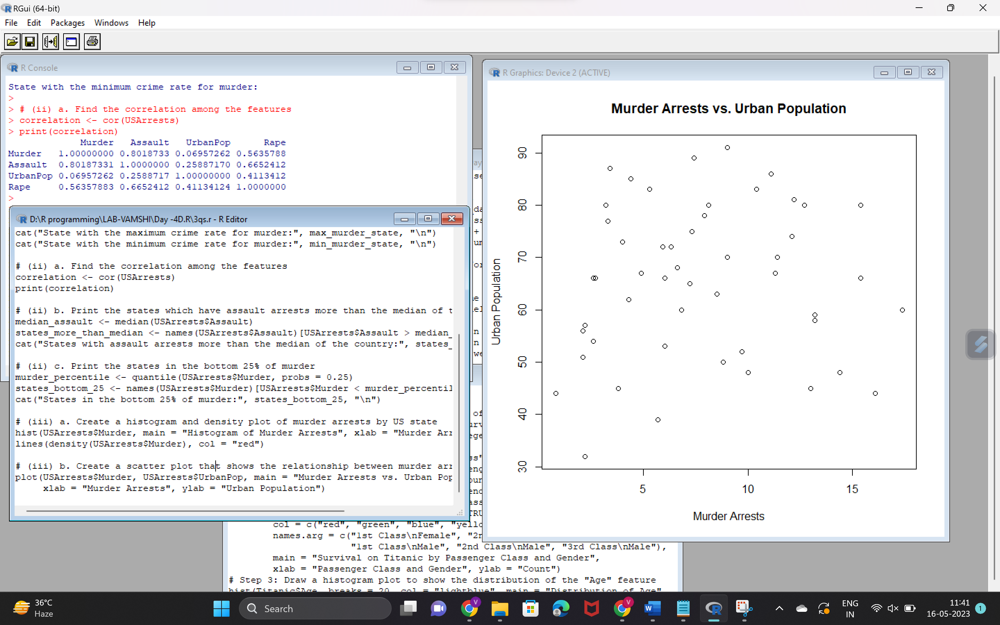 RGui (64-bit)
File Edit Packages Windows Help
R Console
State with the minimum crime rate for murder:
>
> # (ii) a. Find the correlation among the features
> correlation <- cor(USArrests)
> print(correlation)
Murder Assault UrbanPop Rape
Murder 1.00000000 0.8018733 0.06957262 0.5635788
Assault 0.80187331 1.0000000 0.25887170 0.6652412
UrbanPop 0.06957262 0.2588717 1.00000000 0.4113412
Rape 0.56357883 0.6652412 0.41134124 1.0000000
>
D:\R programming\LAB-VAMSHI\Day -4D.R\3qs.r - R Editor
cat("State with the maximum crime rate for murder:", max_murder_state, "\n")
cat("State with the minimum crime rate for murder:", min_murder_state, "\n")
# (ii) a. Find the correlation among the features
correlation <- cor(USArrests)
print(correlation)
# (ii) b. Print the states which have assault arrests more than the median of t
median_assault <- median(USArrests$Assault)
states_more_than_median <- names(USArrests$Assault)[USArrests$Assault > median_
cat("States with assault arrests more than the median of the country:", states_
# (ii) c. Print the states in the bottom 25% of murder
murder_percentile <- quantile(USArrests$Murder, probs = 0.25)
states_bottom_25 <- names(USArrests$Murder)[USArrests$Murder < murder_percentil
cat("States in the bottom 25% of murder:", states_bottom_25, "\n")
# (iii) a. Create a histogram and density plot of murder arrests by US state
hist(USArrests$Murder, main = "Histogram of Murder Arrests", xlab = "Murder Arr
lines(density(USArrests$Murder), col = "red")
# (iii) b. Create a scatter plot that shows the relationship between murder arr
plot(USArrests$Murder, USArrests$UrbanPop, main = "Murder Arrests vs. Urban Pop
xlab = "Murder Arrests", ylab = "Urban Population")
R Graphics: Device 2 (ACTIVE)
Murder Arrests vs. Urban Population
Urban Population
90
80
70
60
50
40
30
5 10 15
Murder Arrests
col = c("red", "green", "blue", "yello
names.arg = c("1st Class\nFemale", "2n
"1st Class\nMale", "2nd Class\nMale", "3rd Class\nMale"),
main = "Survival on Titanic by Passenger Class and Gender",
xlab = "Passenger Class and Gender", ylab = "Count")
# Step 3: Draw a histogram plot to show the distribution of the "Age" feature
hist(Titanic$Age, breaks = 20, col = "lightblue", main = "Distribution of Age"
36°C
Haze
Search
ENG
IN
11:41
16-05-2023
1